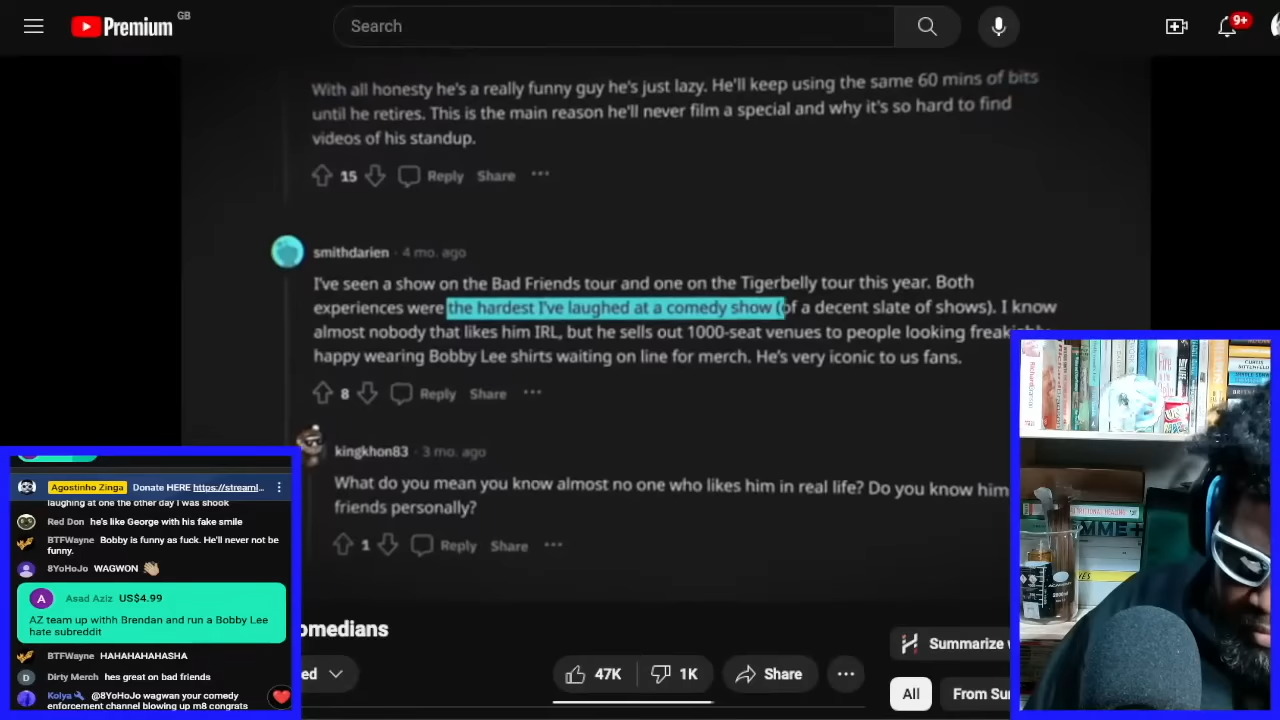 Premium GB
Search
9+
With all honesty he's a really funny guy he's just lazy. He'll keep using the same 60 mins of bits
until he retires. This is the main reason he'll never film a special and why it's so hard to find
videos of his standup.
15 Reply Share ...
smithdarien · 4 mo. ago
I've seen a show on the Bad Friends tour and one on the Tigerbelly tour this year. Both
experiences were the hardest I've laughed at a comedy show (of a decent slate of shows). I know
almost nobody that likes him IRL, but he sells out 1000-seat venues to people looking freakishly
happy wearing Bobby Lee shirts waiting on line for merch. He's very iconic to us fans.
8 Reply Share ...
kingkhon83 · 3 mo. ago
What do you mean you know almost no one who likes him in real life? Do you know him
friends personally?
1 Reply Share ...
omedians
Summarize
ed
47K 1K Share ...
All From Su
Agostinho Zinga Donate HERE https://streaml...
laughing at one the other day I was shook
Red Don he's like George with his fake smile
BTFWayne Bobby is funny as fuck. He'll never not be
funny.
8YoHoJo WAGWON
A Asad Aziz US$4.99
AZ team up withh Brendan and run a Bobby Lee
hate subreddit
BTFWayne HAHAHAHAHASHA
D Dirty Merch hes great on bad friends
Kolya @8YoHoJo wagwan your comedy
enforcement channel blowing up m8 congrats